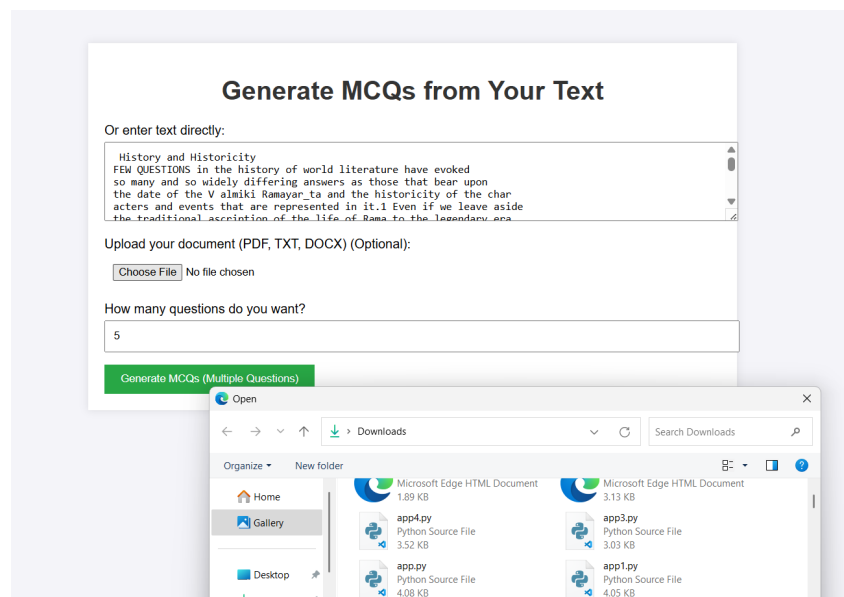 Generate MCQs from Your Text
Or enter text directly:
History and Historicity
FEW QUESTIONS in the history of world literature have evoked
so many and so widely differing answers as those that bear upon
the date of the V almiki Ramayar_ta and the historicity of the char
acters and events that are represented in it.1 Even if we leave aside
the traditional ascription of the life of Rama to the legendary era
Upload your document (PDF, TXT, DOCX) (Optional):
Choose File No file chosen
How many questions do you want?
5
Generate MCQs (Multiple Questions)
Open
Downloads
Search Downloads
Organize
New folder
Home
Gallery
Desktop
Microsoft Edge HTML Document
1.89 KB
Microsoft Edge HTML Document
3.13 KB
app4.py
Python Source File
3.52 KB
app3.py
Python Source File
3.03 KB
app.py
Python Source File
4.08 KB
app1.py
Python Source File
4.05 KB